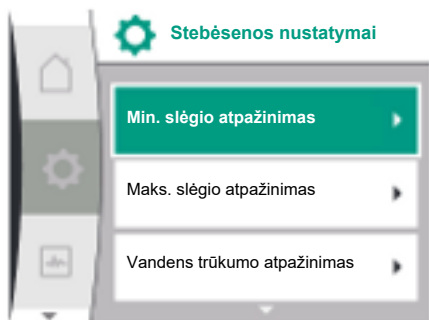 Stebėsenos nustatymai
Min. slėgio atpažinimas
Maks. slėgio atpažinimas
Vandens trūkumo atpažinimas